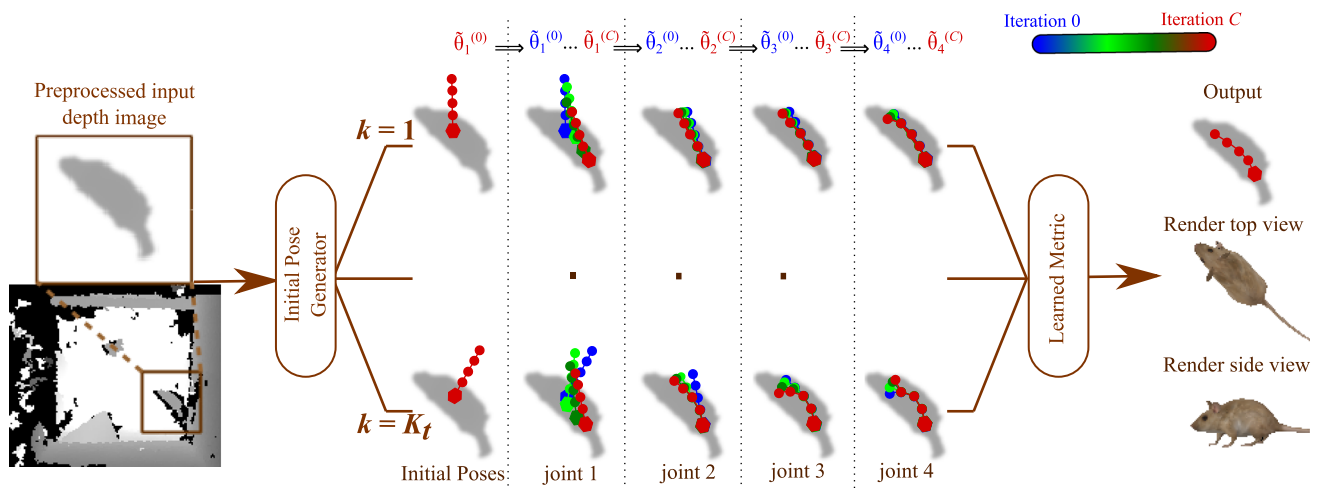 θ̃₁⁽⁰⁾ ⟹ θ̃₁⁽⁰⁾ … θ̃₁⁽ᶜ⁾ ⟹ θ̃₂⁽⁰⁾ … θ̃₂⁽ᶜ⁾ ⟹ θ̃₃⁽⁰⁾ … θ̃₃⁽ᶜ⁾ ⟹ θ̃₄⁽⁰⁾ … θ̃₄⁽ᶜ⁾
Iteration 0
Iteration C
Preprocessed input
depth image
Initial Pose
Generator
k = 1
k = Kₜ
Initial Poses
joint 1
joint 2
joint 3
joint 4
Learned Metric
Output
Render top view
Render side view